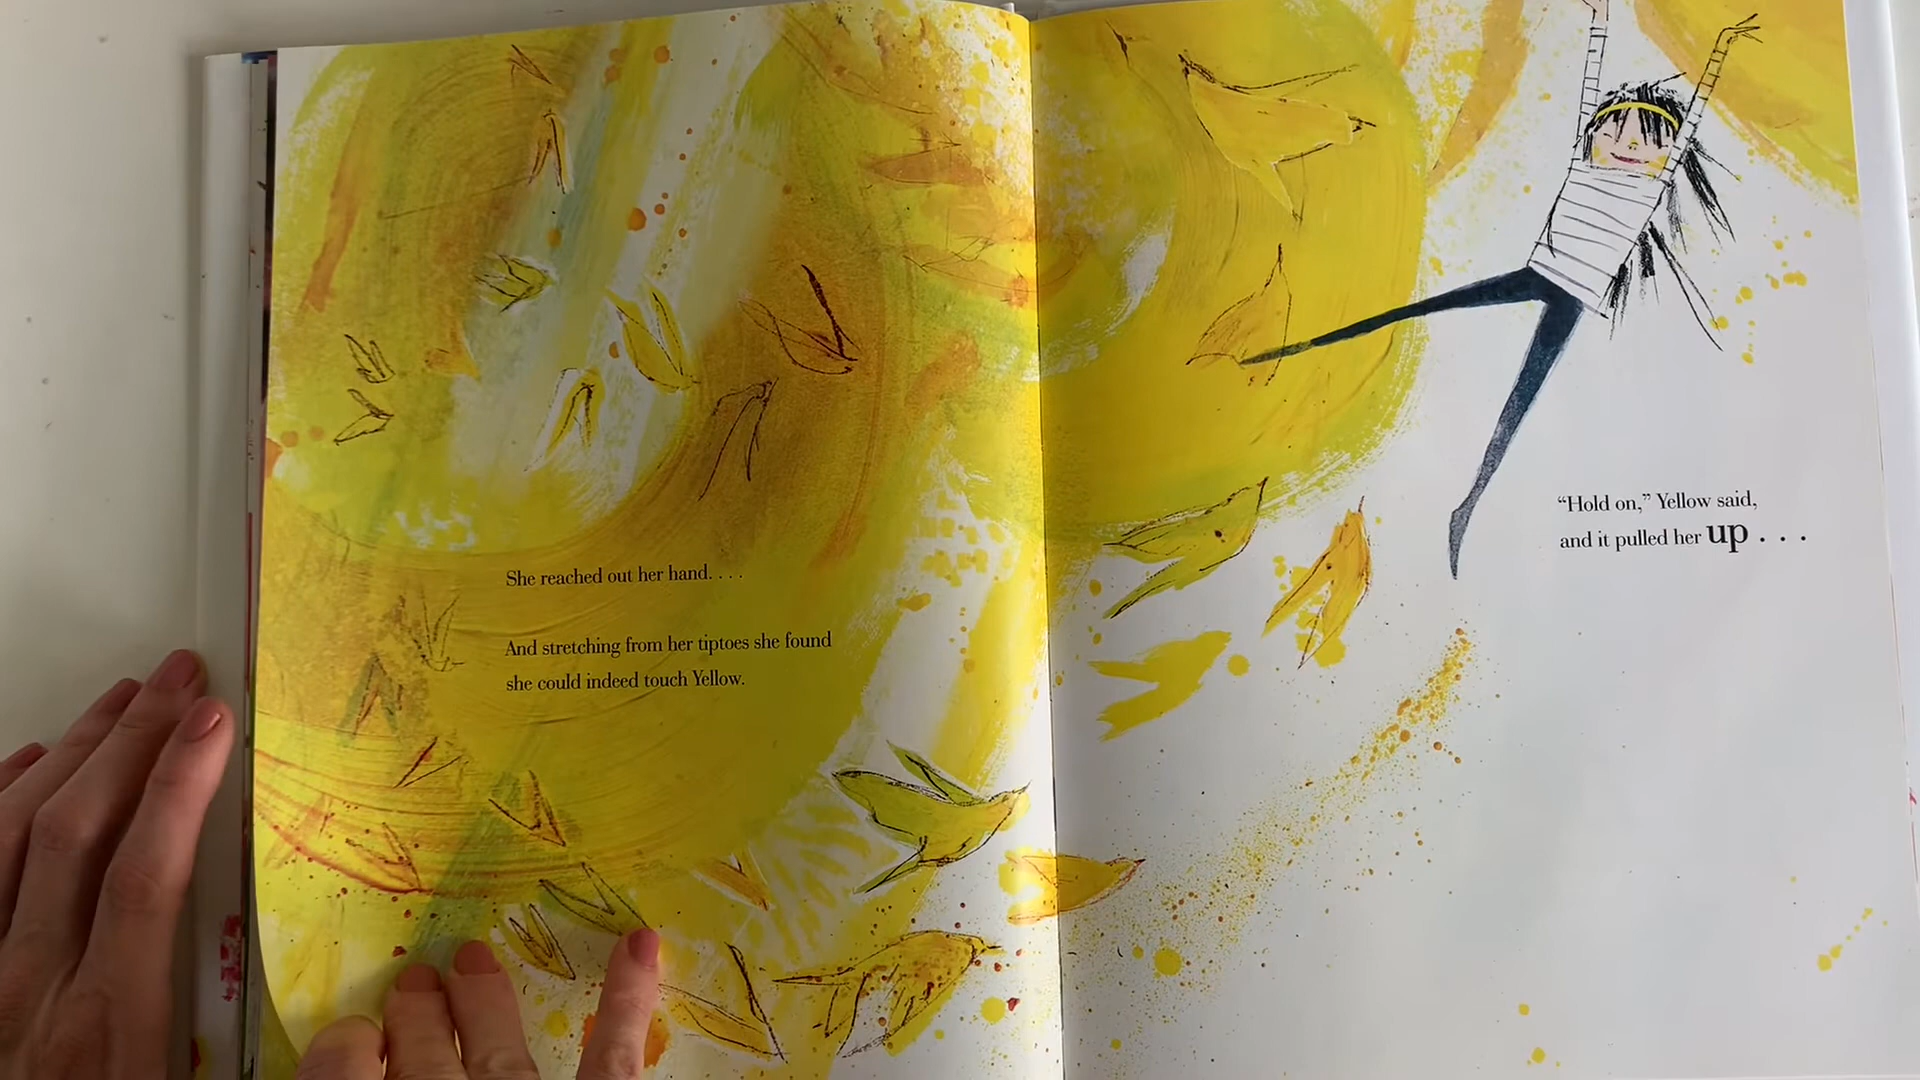 She reached out her hand. . . .
And stretching from her tiptoes she found
she could indeed touch Yellow.
“Hold on,” Yellow said,
and it pulled her up . . .